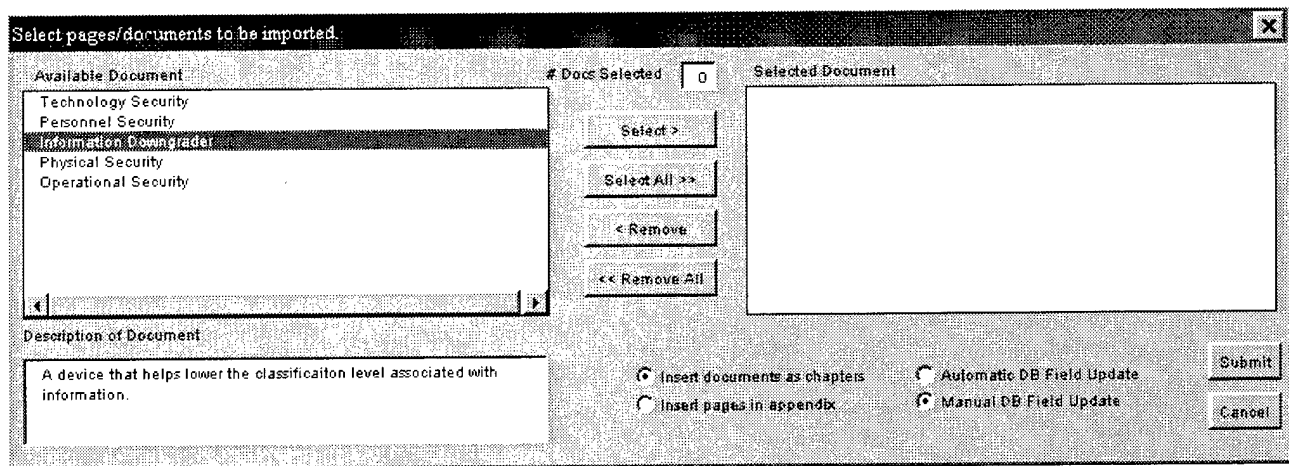 Select pages/documents to be imported.
Available Document
# Docs Selected 0
Selected Document
Technology Security
Personnel Security
Information Downgrader
Physical Security
Operational Security
Select >
Select All >>
< Remove
<< Remove All
Description of Document
A device that helps lower the classificaiton level associated with
information.
Insert documents as chapters
Insert pages in appendix
Automatic DB Field Update
Manual DB Field Update
Submit
Cancel